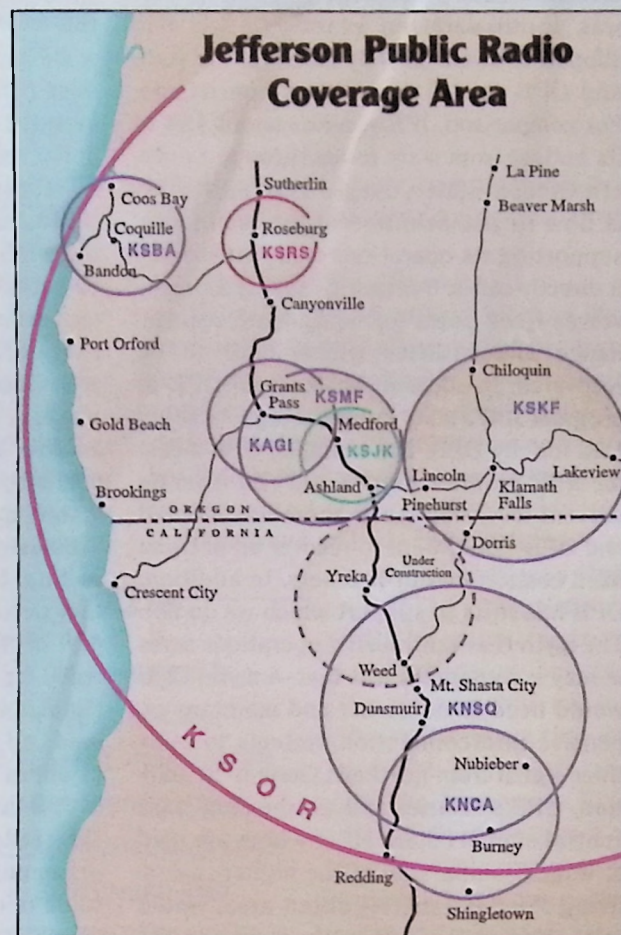 Jefferson Public Radio
Coverage Area
La Pine
Sutherlin
Beaver Marsh
Coos Bay
Coquille
KSBA
Bandon
Roseburg
KSRS
Canyonville
Port Orford
Chiloquin
Grants
Pass
KSMF
KSKF
Gold Beach
Medford
KAGI
KSJK
Lakeview
Ashland
Lincoln
Pinehurst
Klamath
Falls
Brookings
OREGON
CALIFORNIA
Dorris
Under
Construction
Yreka
Crescent City
Weed
Mt. Shasta City
Dunsmuir
KNSQ
KSOR
Nubieber
KNCA
Burney
Redding
Shingletown